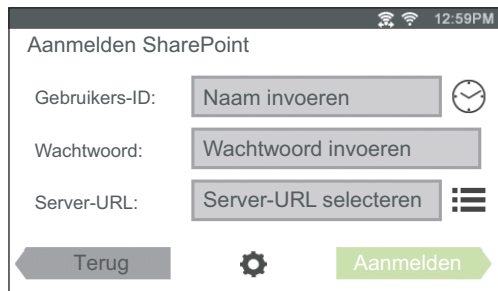 12:59PM
Aanmelden SharePoint
Gebruikers-ID: Naam invoeren
Wachtwoord: Wachtwoord invoeren
Server-URL: Server-URL selecteren
Terug Aanmelden